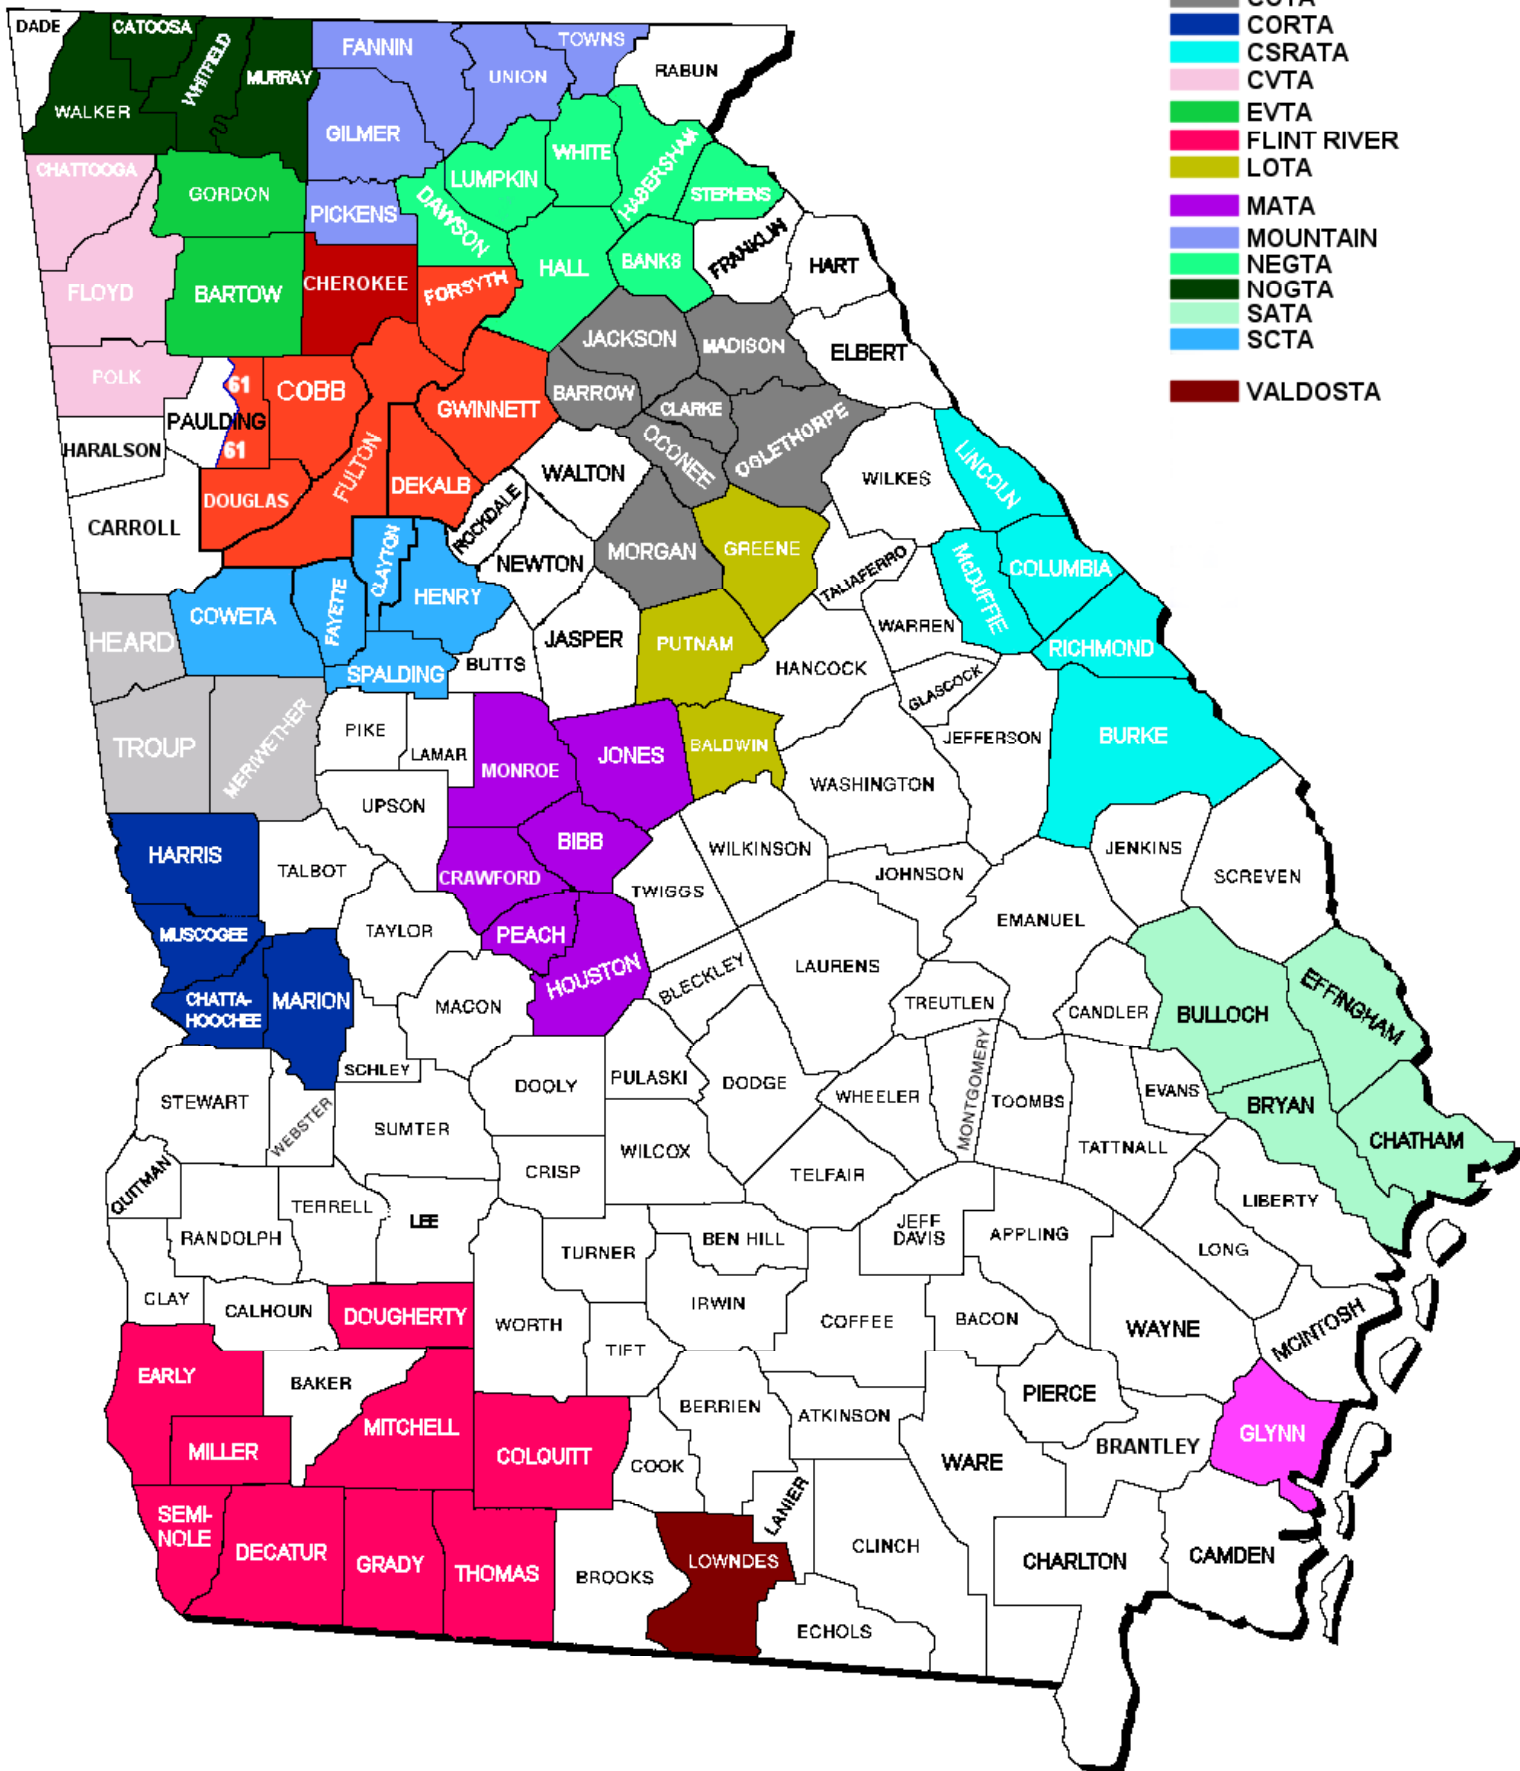 COTA
CORTA
CSRATA
CVTA
EVTA
FLINT RIVER
LOTA
MATA
MOUNTAIN
NEGTA
NOGTA
SATA
SCTA
VALDOSTA
DADE
CATOOSA
WHITFIELD
MURRAY
WALKER
FANNIN
UNION
TOWNS
RABUN
GILMER
CHATTOOGA
GORDON
PICKENS
DAWSON
LUMPKIN
WHITE
HABERSHAM
STEPHENS
FLOYD
BARTOW
CHEROKEE
FORSYTH
HALL
BANKS
FRANKLIN
HART
POLK
61
PAULDING
61
COBB
FULTON
GWINNETT
JACKSON
MADISON
ELBERT
BARROW
CLARKE
OCONEE
OGLETHORPE
HARALSON
DOUGLAS
DEKALB
ROCKDALE
WALTON
WILKES
LINCOLN
CARROLL
CLAYTON
NEWTON
MORGAN
GREENE
TALIAFERRO
McDUFFIE
COLUMBIA
HEARD
COWETA
FAYETTE
HENRY
SPALDING
BUTTS
JASPER
PUTNAM
HANCOCK
WARREN
GLASCOCK
RICHMOND
TROUP
MERIWETHER
PIKE
LAMAR
MONROE
JONES
BALDWIN
WASHINGTON
JEFFERSON
BURKE
UPSON
HARRIS
TALBOT
CRAWFORD
BIBB
TWIGGS
WILKINSON
JOHNSON
JENKINS
SCREVEN
MUSCOGEE
TAYLOR
PEACH
HOUSTON
BLECKLEY
LAURENS
EMANUEL
CHATTA-
HOOCHEE
MARION
MACON
TREUTLEN
CANDLER
BULLOCH
EFFINGHAM
STEWART
WEBSTER
SCHLEY
SUMTER
DOOLY
PULASKI
DODGE
WHEELER
MONTGOMERY
TOOMBS
EVANS
TATTNALL
BRYAN
CHATHAM
QUITMAN
CRISP
WILCOX
TELFAIR
LIBERTY
RANDOLPH
TERRELL
LEE
TURNER
BEN HILL
JEFF
DAVIS
APPLING
LONG
CLAY
CALHOUN
DOUGHERTY
WORTH
IRWIN
COFFEE
BACON
WAYNE
MCINTOSH
TIFT
EARLY
BAKER
MITCHELL
COLQUITT
BERRIEN
ATKINSON
PIERCE
BRANTLEY
GLYNN
MILLER
COOK
LANIER
WARE
SEMI-
NOLE
DECATUR
GRADY
THOMAS
BROOKS
LOWNDES
CLINCH
CHARLTON
CAMDEN
ECHOLS